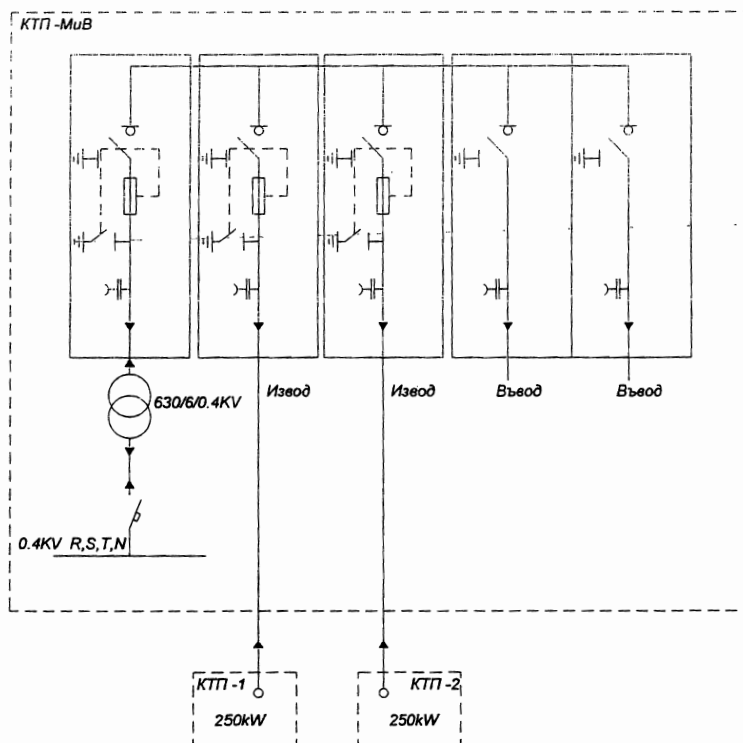 КТП -МиВ
630/6/0.4KV
Извод
Извод
Въвод
Въвод
0.4KV R,S,T,N
КТП -1
КТП -2
250kW
250kW